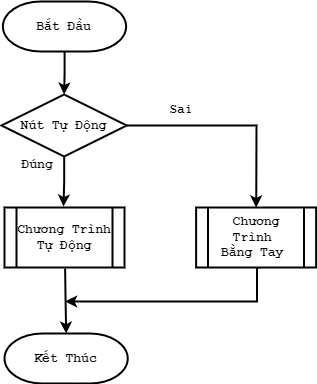 Bắt Đầu
Sai
Nút Tự Động
Đúng
Chương Trình
Tự Động
Chương
Trình
Bằng Tay
Kết Thúc